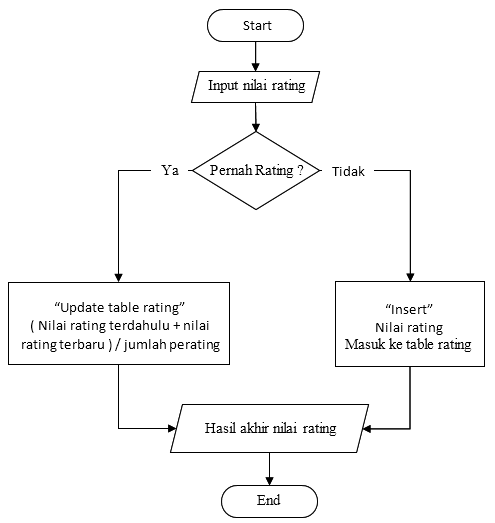 Start
Input nilai rating
Pernah Rating ?
Ya
Tidak
“Update table rating”
( Nilai rating terdahulu + nilai
rating terbaru ) / jumlah perating
“Insert”
Nilai rating
Masuk ke table rating
Hasil akhir nilai rating
End